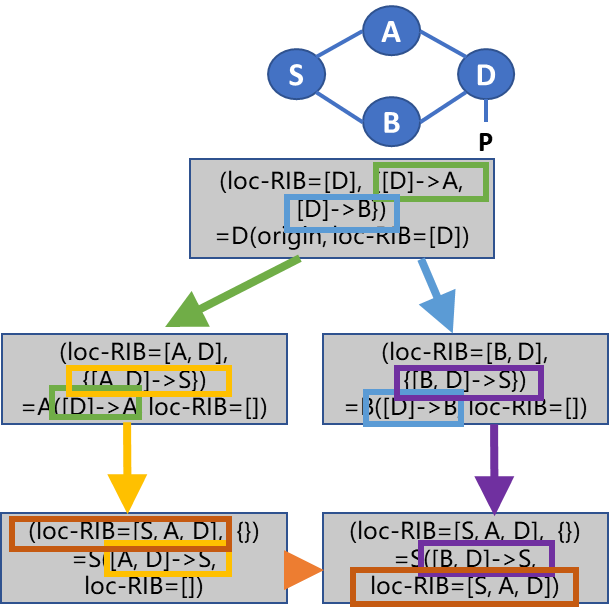 A
S
D
B
P
(loc-RIB=[D], {[D]->A,
[D]->B})
=D(origin, loc-RIB=[D])
(loc-RIB=[A, D],
{[A, D]->S})
=A([D]->A, loc-RIB=[])
(loc-RIB=[B, D],
{[B, D]->S})
=B([D]->B, loc-RIB=[])
(loc-RIB=[S, A, D], {})
=S([A, D]->S,
loc-RIB=[])
(loc-RIB=[S, A, D], {})
=S([B, D]->S,
loc-RIB=[S, A, D])